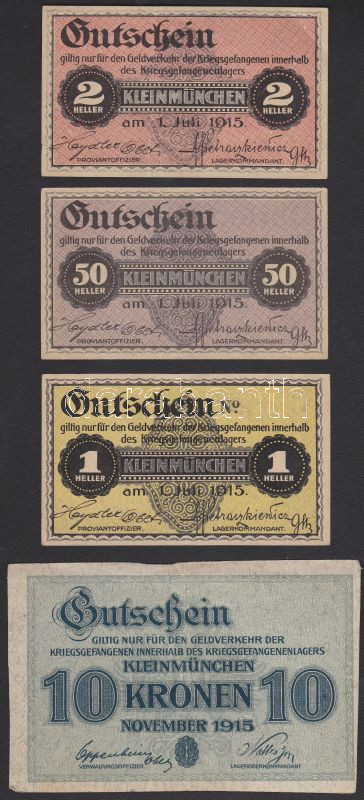 Gutschein
giltig nur für den Geldverkehr der Kriegsgefangenen innerhalb
des Kriegsgefangenenlagers
2 KLEINMÜNCHEN 2
HELLER HELLER
am 1. Juli 1915.
PROVIANTOFFIZIER. LAGERKOMMANDANT.
Gutschein
giltig nur für den Geldverkehr der Kriegsgefangenen innerhalb
des Kriegsgefangenenlagers
50 KLEINMÜNCHEN 50
HELLER HELLER
am 1. Juli 1915.
PROVIANTOFFIZIER. LAGERKOMMANDANT.
Gutschein No
giltig nur für den Geldverkehr der Kriegsgefangenen innerhalb
des Kriegsgefangenenlagers
1 KLEINMÜNCHEN 1
HELLER HELLER
am 1. Juli 1915.
PROVIANTOFFIZIER. LAGERKOMMANDANT.
Gutschein
GILTIG NUR FÜR DEN GELDVERKEHR DER
KRIEGSGEFANGENEN INNERHALB DES KRIEGSGEFANGENENLAGERS
KLEINMÜNCHEN
10 KRONEN 10
NOVEMBER 1915
VERWALTUNGSOFFIZIER. LAGEROBERKOMMANDANT.